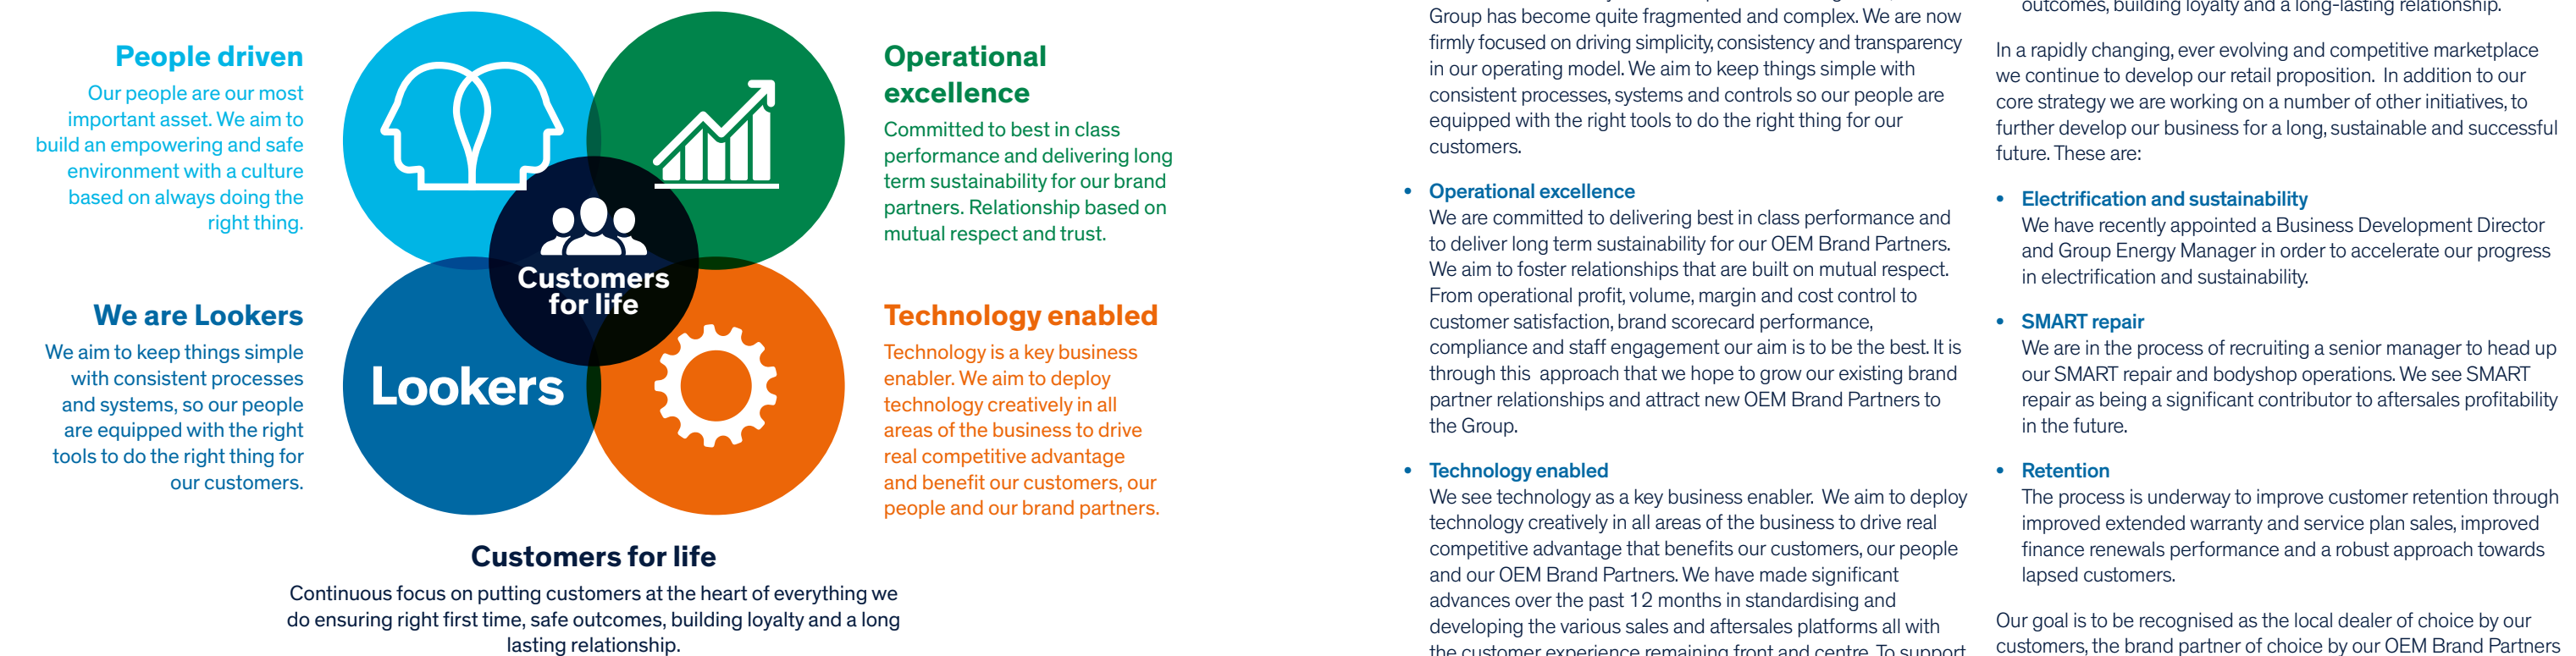 People driven
Our people are our most
important asset. We aim to
build an empowering and safe
environment with a culture
based on always doing the
right thing.
We are Lookers
We aim to keep things simple
with consistent processes
and systems, so our people
are equipped with the right
tools to do the right thing for
our customers.
Customers
for life
Lookers
Operational
excellence
Committed to best in class
performance and delivering long
term sustainability for our brand
partners. Relationship based on
mutual respect and trust.
Technology enabled
Technology is a key business
enabler. We aim to deploy
technology creatively in all
areas of the business to drive
real competitive advantage
and benefit our customers, our
people and our brand partners.
Customers for life
Continuous focus on putting customers at the heart of everything we
do ensuring right first time, safe outcomes, building loyalty and a long
lasting relationship.
Group has become quite fragmented and complex. We are now
firmly focused on driving simplicity, consistency and transparency
in our operating model. We aim to keep things simple with
consistent processes, systems and controls so our people are
equipped with the right tools to do the right thing for our
customers.
• Operational excellence
We are committed to delivering best in class performance and
to deliver long term sustainability for our OEM Brand Partners.
We aim to foster relationships that are built on mutual respect.
From operational profit, volume, margin and cost control to
customer satisfaction, brand scorecard performance,
compliance and staff engagement our aim is to be the best. It is
through this approach that we hope to grow our existing brand
partner relationships and attract new OEM Brand Partners to
the Group.
• Technology enabled
We see technology as a key business enabler. We aim to deploy
technology creatively in all areas of the business to drive real
competitive advantage that benefits our customers, our people
and our OEM Brand Partners. We have made significant
advances over the past 12 months in standardising and
developing the various sales and aftersales platforms all with
the customer experience remaining front and centre. To support
outcomes, building loyalty and a long-lasting relationship.
In a rapidly changing, ever evolving and competitive marketplace
we continue to develop our retail proposition. In addition to our
core strategy we are working on a number of other initiatives, to
further develop our business for a long, sustainable and successful
future. These are:
• Electrification and sustainability
We have recently appointed a Business Development Director
and Group Energy Manager in order to accelerate our progress
in electrification and sustainability.
• SMART repair
We are in the process of recruiting a senior manager to head up
our SMART repair and bodyshop operations. We see SMART
repair as being a significant contributor to aftersales profitability
in the future.
• Retention
The process is underway to improve customer retention through
improved extended warranty and service plan sales, improved
finance renewals performance and a robust approach towards
lapsed customers.
Our goal is to be recognised as the local dealer of choice by our
customers, the brand partner of choice by our OEM Brand Partners